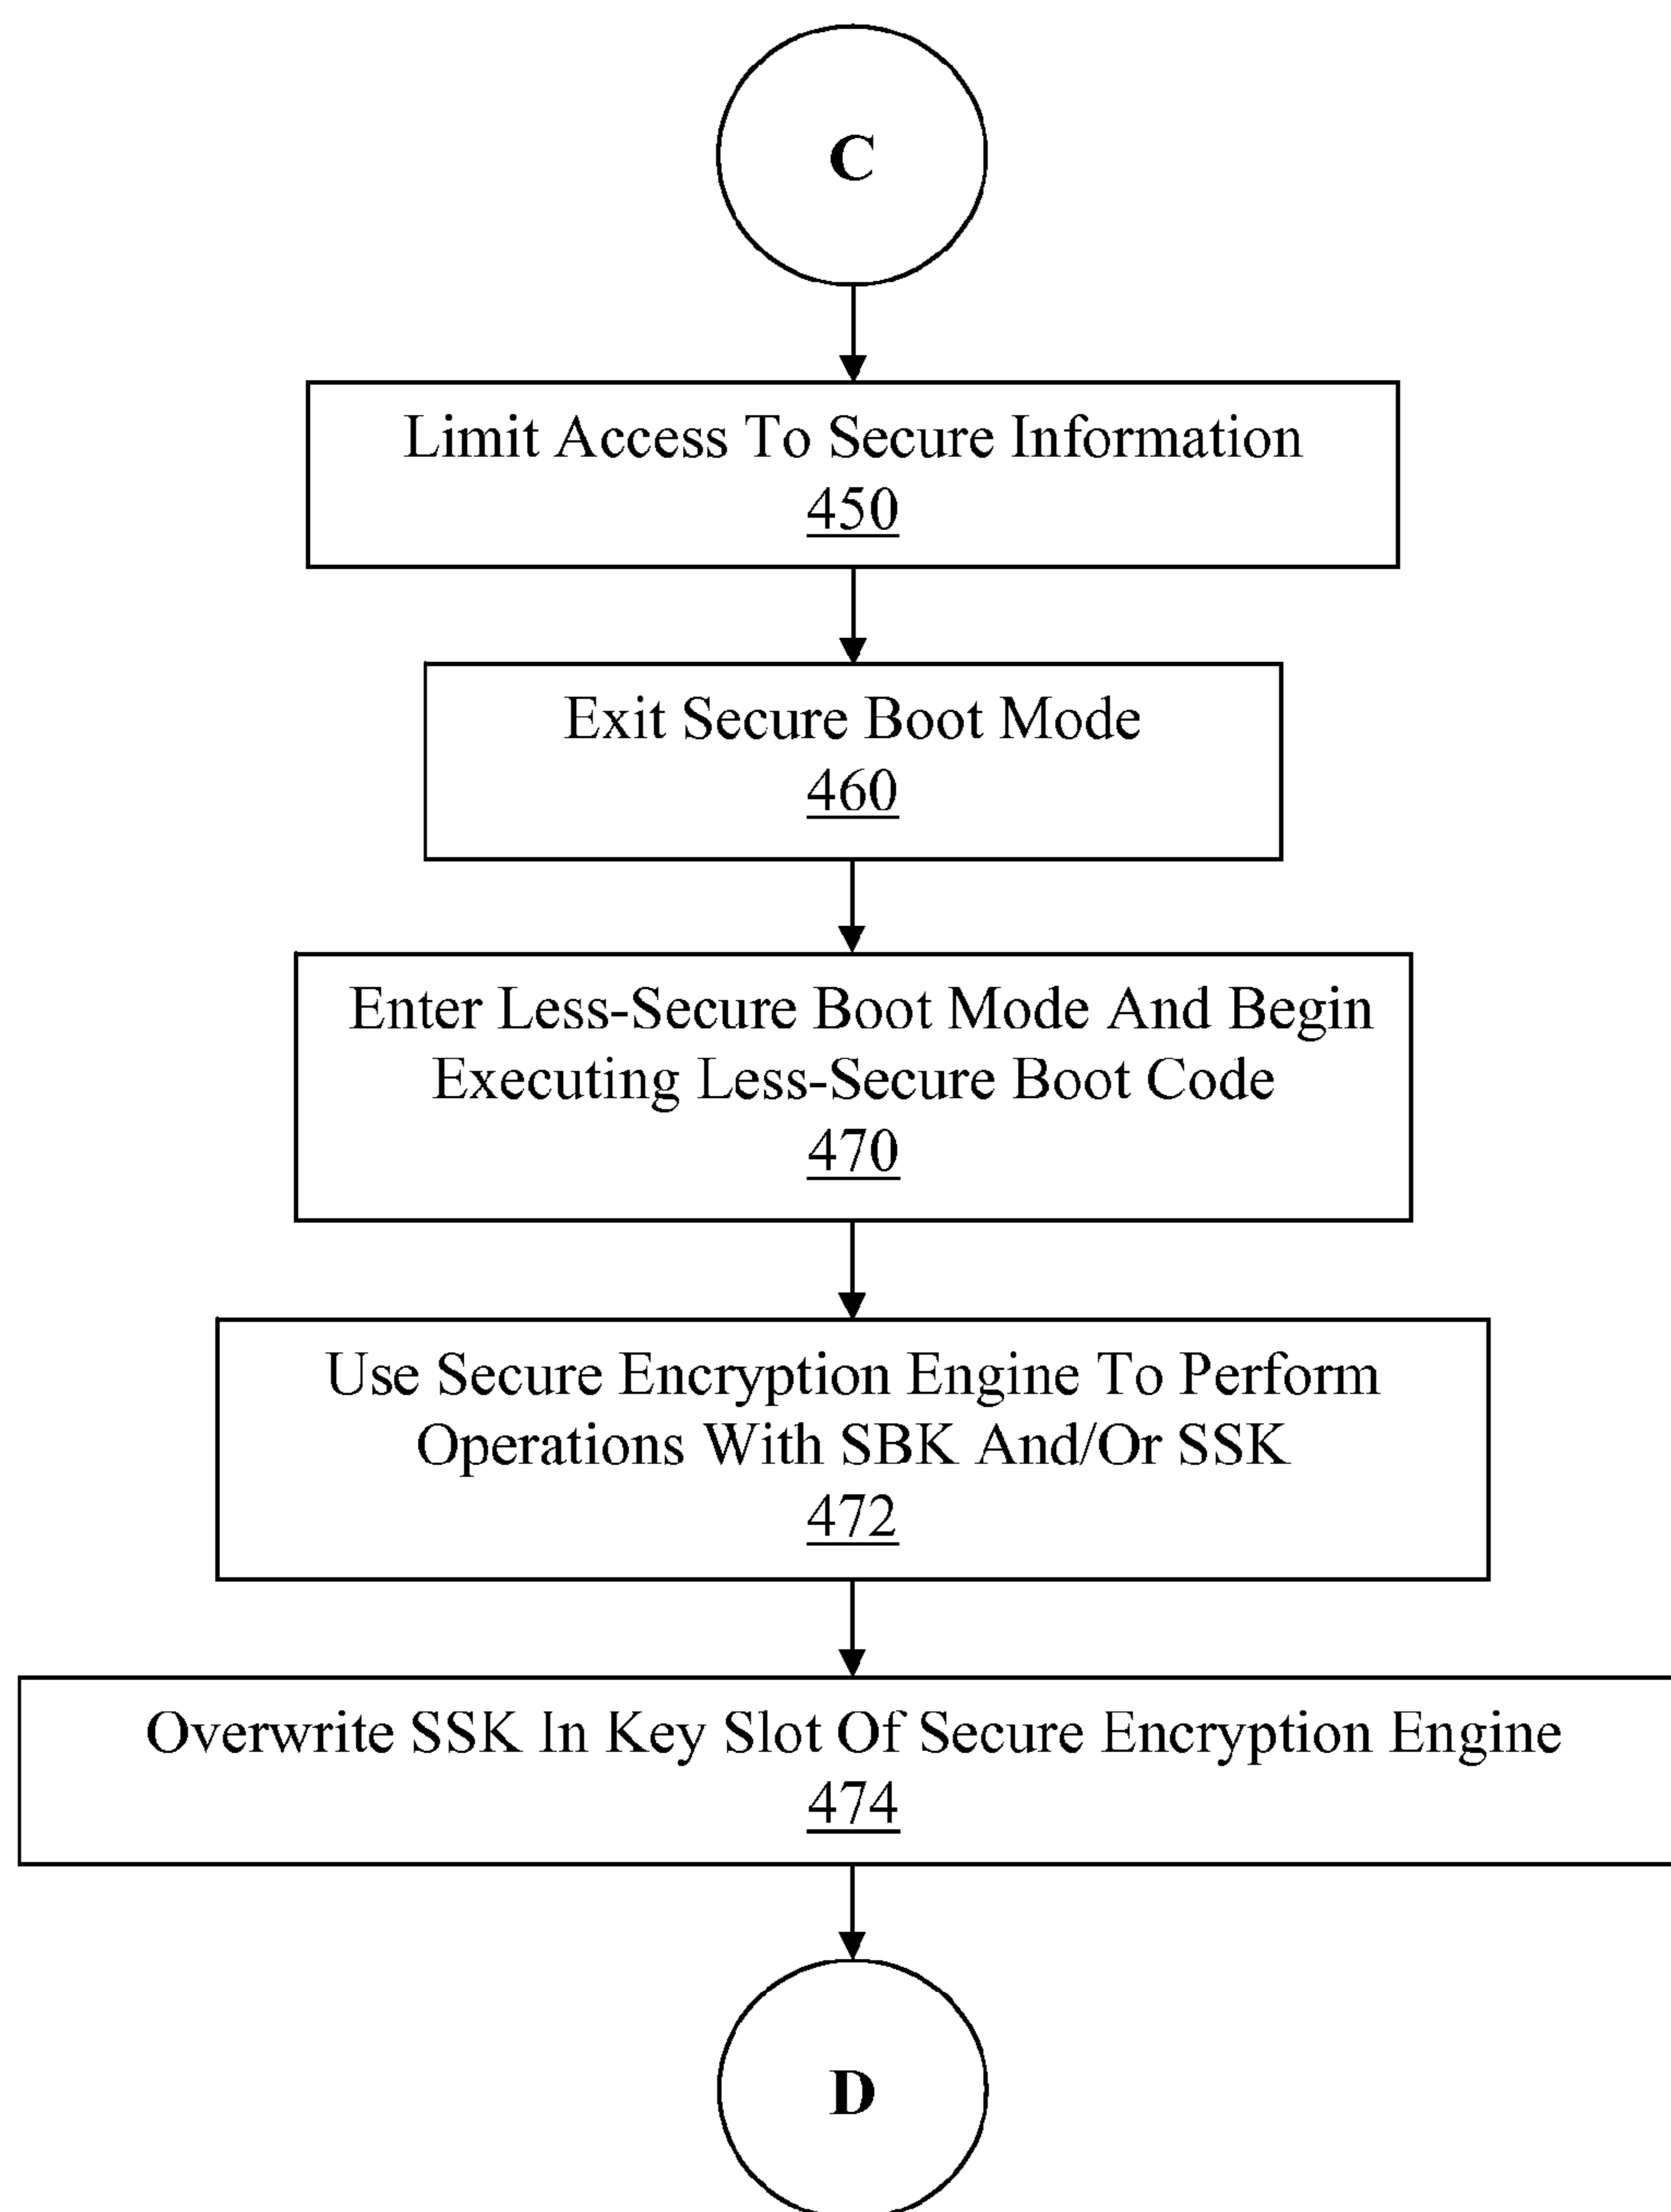 C
Limit Access To Secure Information
450
Exit Secure Boot Mode
460
Enter Less-Secure Boot Mode And Begin
Executing Less-Secure Boot Code
470
Use Secure Encryption Engine To Perform
Operations With SBK And/Or SSK
472
Overwrite SSK In Key Slot Of Secure Encryption Engine
474
D